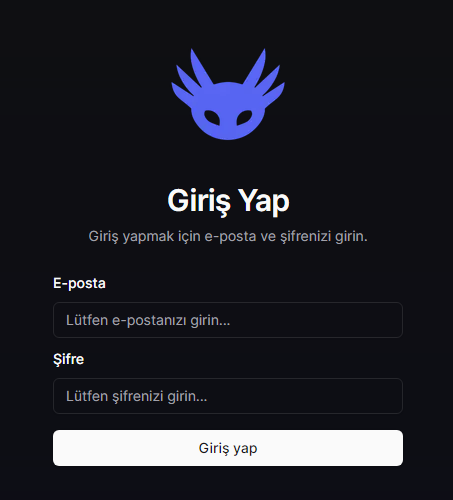 Giriş Yap
Giriş yapmak için e-posta ve şifrenizi girin.
E-posta
Lütfen e-postanızı girin...
Şifre
Lütfen şifrenizi girin...
Giriş yap